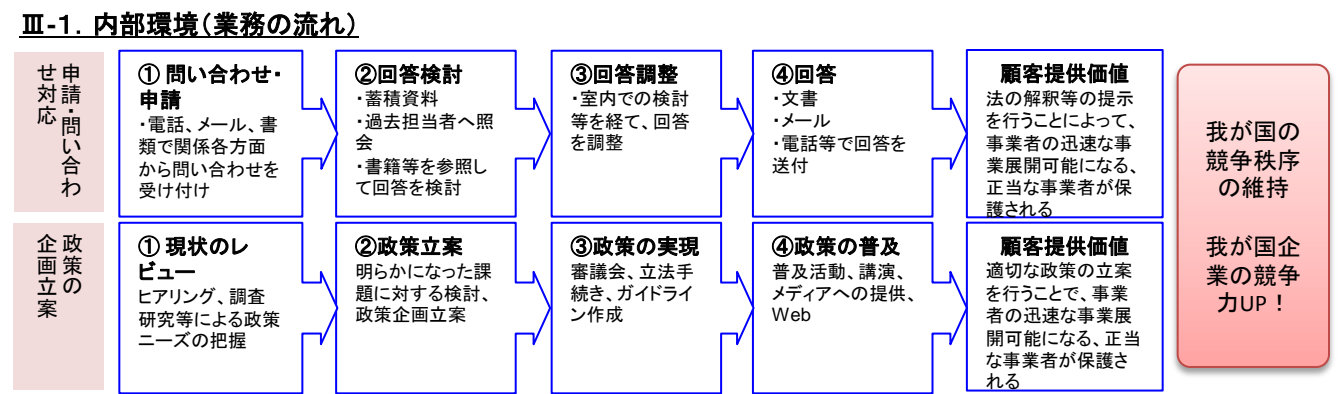 Ⅲ-1．内部環境（業務の流れ）
申請・問い合わ
せ対応
① 問い合わせ・
申請
・電話、メール、書
類で関係各方面
から問い合わせを
受け付け
②回答検討
・蓄積資料
・過去担当者へ照
会
・書籍等を参照し
て回答を検討
③回答調整
・室内での検討
等を経て、回答
を調整
④回答
・文書
・メール
・電話等で回答を
送付
顧客提供価値
法の解釈等の提示
を行うことによって、
事業者の迅速な事
業展開可能になる、
正当な事業者が保
護される
政策の
企画立案
① 現状のレ
ビュー
ヒアリング、調査
研究等による政策
ニーズの把握
②政策立案
明らかになった課
題に対する検討、
政策企画立案
③政策の実現
審議会、立法手
続き、ガイドライ
ン作成
④政策の普及
普及活動、講演、
メディアへの提供、
Web
顧客提供価値
適切な政策の立案
を行うことで、事業
者の迅速な事業展
開可能になる、正当
な事業者が保護さ
れる
我が国の
競争秩序
の維持
我が国企
業の競争
力UP！